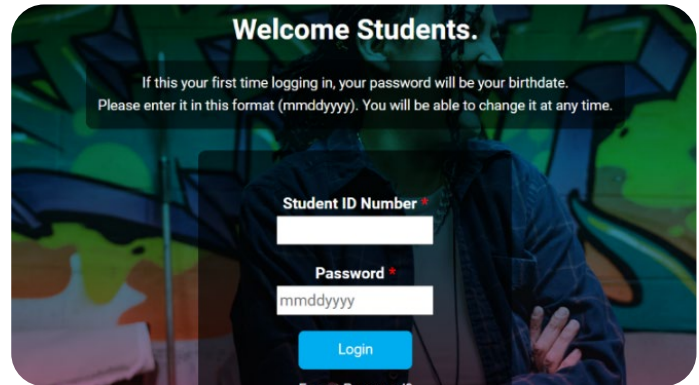 Welcome Students.
If this your first time logging in, your password will be your birthdate.
Please enter it in this format (mmddyyyy). You will be able to change it at any time.
Student ID Number *
Password *
mmddyyyy
Login